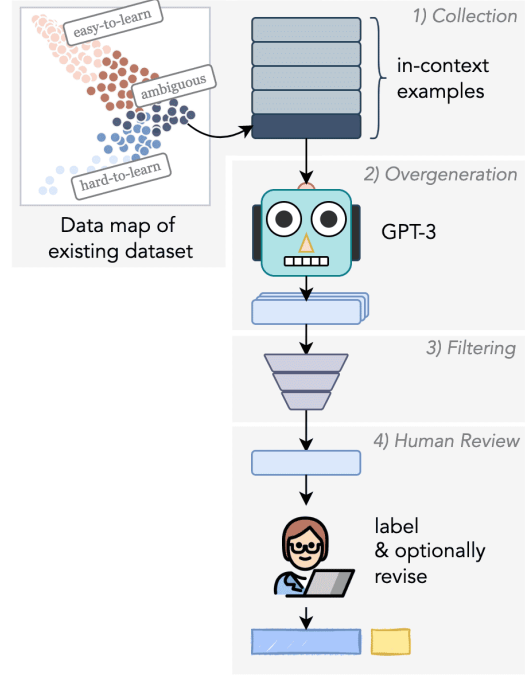 1) Collection
easy-to-learn
ambiguous
hard-to-learn
in-context
examples
Data map of
existing dataset
2) Overgeneration
GPT-3
3) Filtering
4) Human Review
label
& optionally
revise